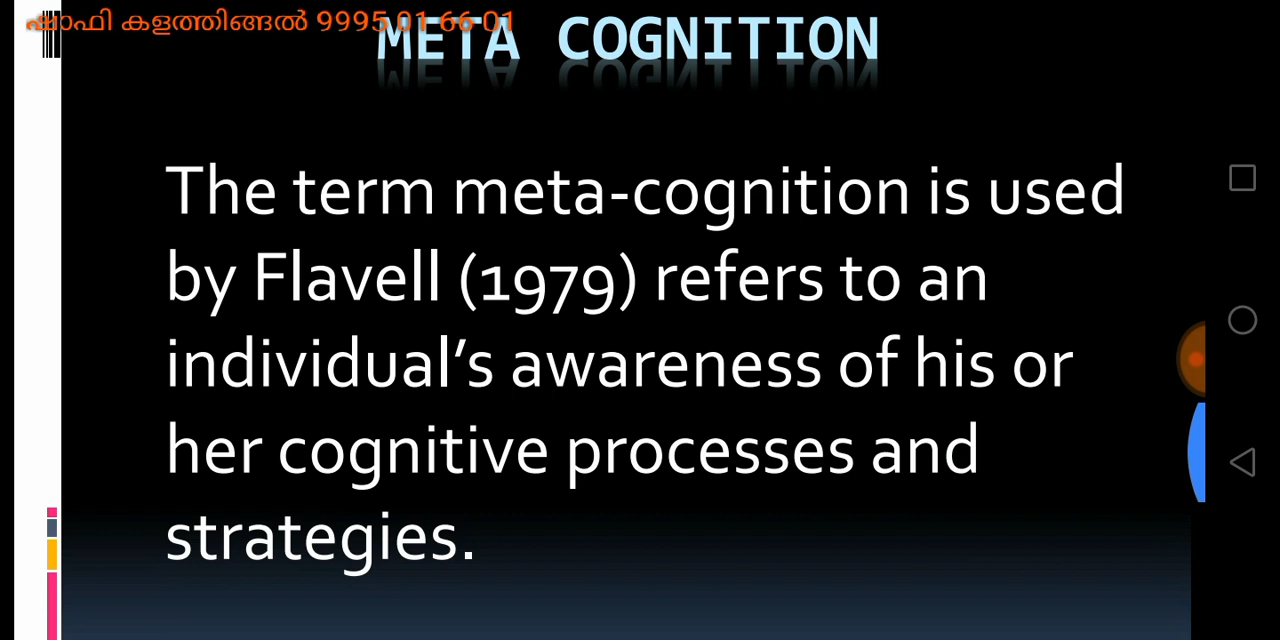 ഷാഫി കളത്തിങ്ങൽ 9995 01 66 01
META COGNITION
The term meta-cognition is used
by Flavell (1979) refers to an
individual’s awareness of his or
her cognitive processes and
strategies.